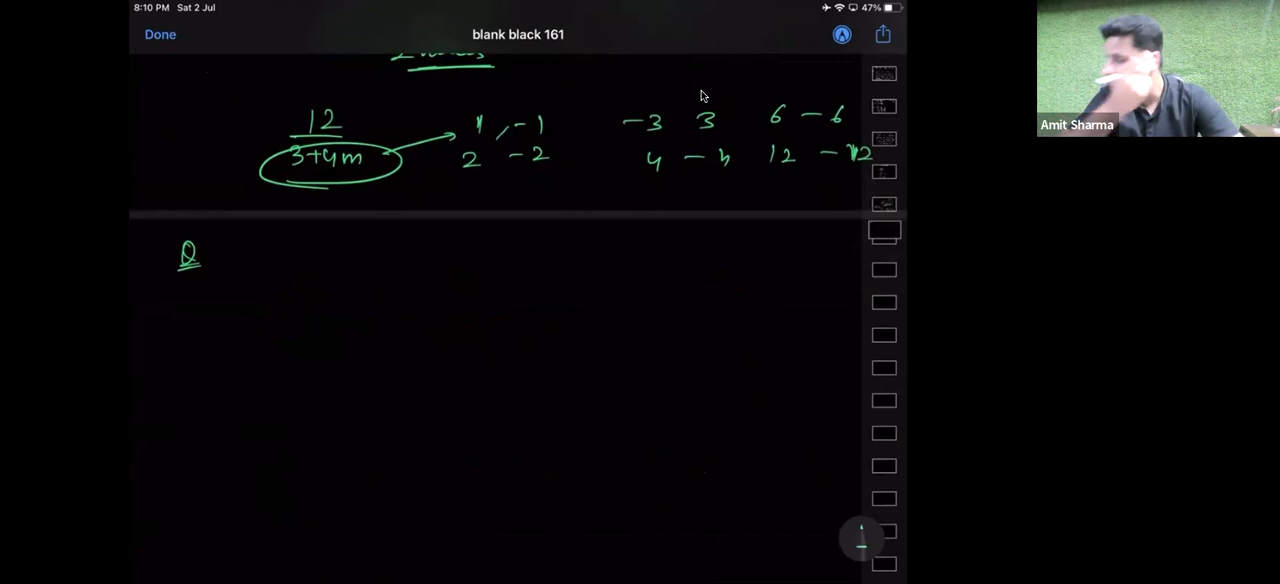 8:10 PM Sat 2 Jul 47%
Done blank black 161
12
3+4m
1, -1 -3 3 6 -6
2 -2 4 -4 12 -12
Q
Amit Sharma